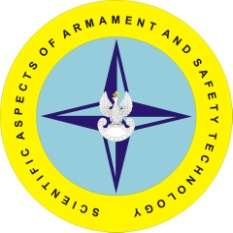 SCIENTIFIC ASPECTS OF ARMAMENT AND SAFETY TECHNOLOGY